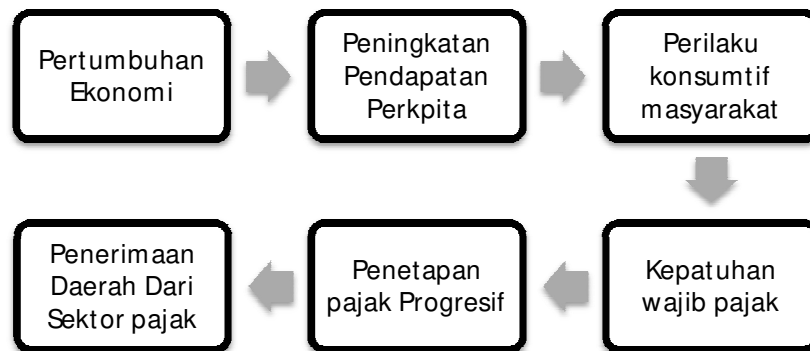 Pertumbuhan
Ekonomi
Peningkatan
Pendapatan
Perkpita
Perilaku
konsumtif
masyarakat
Kepatuhan
wajib pajak
Penetapan
pajak Progresif
Penerimaan
Daerah Dari
Sektor pajak